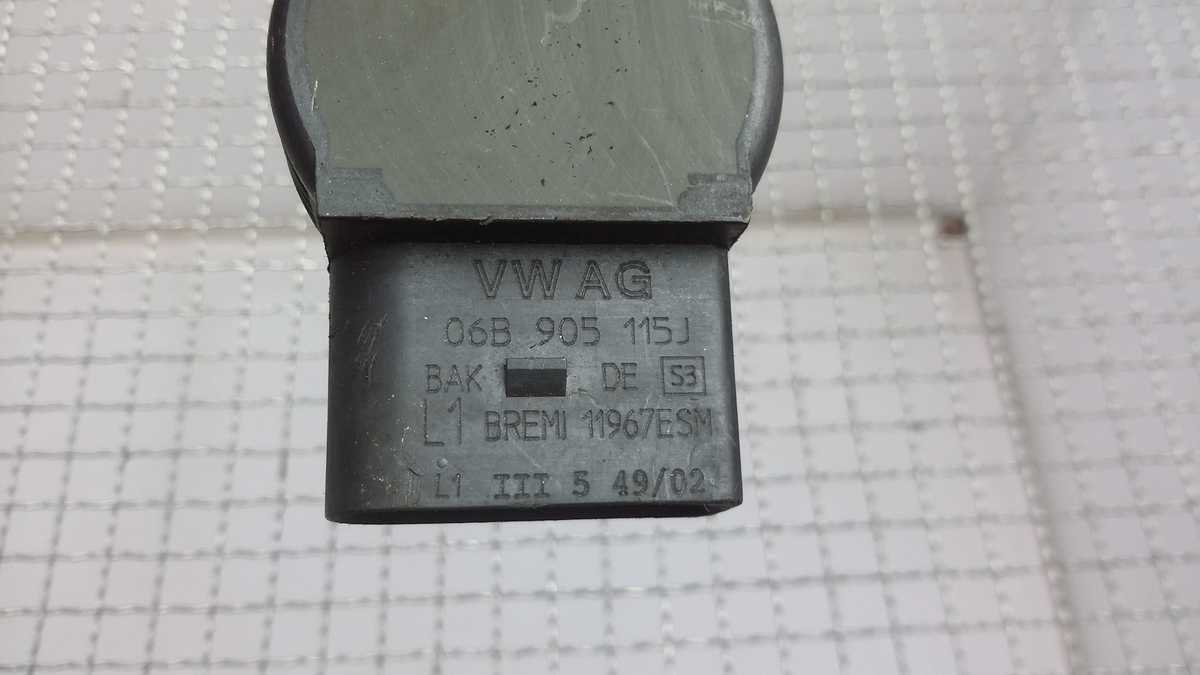 VW AG
06B 905 115J
BAK DE S3
L1 BREMI 11967ESM
L1 III 5 49/02